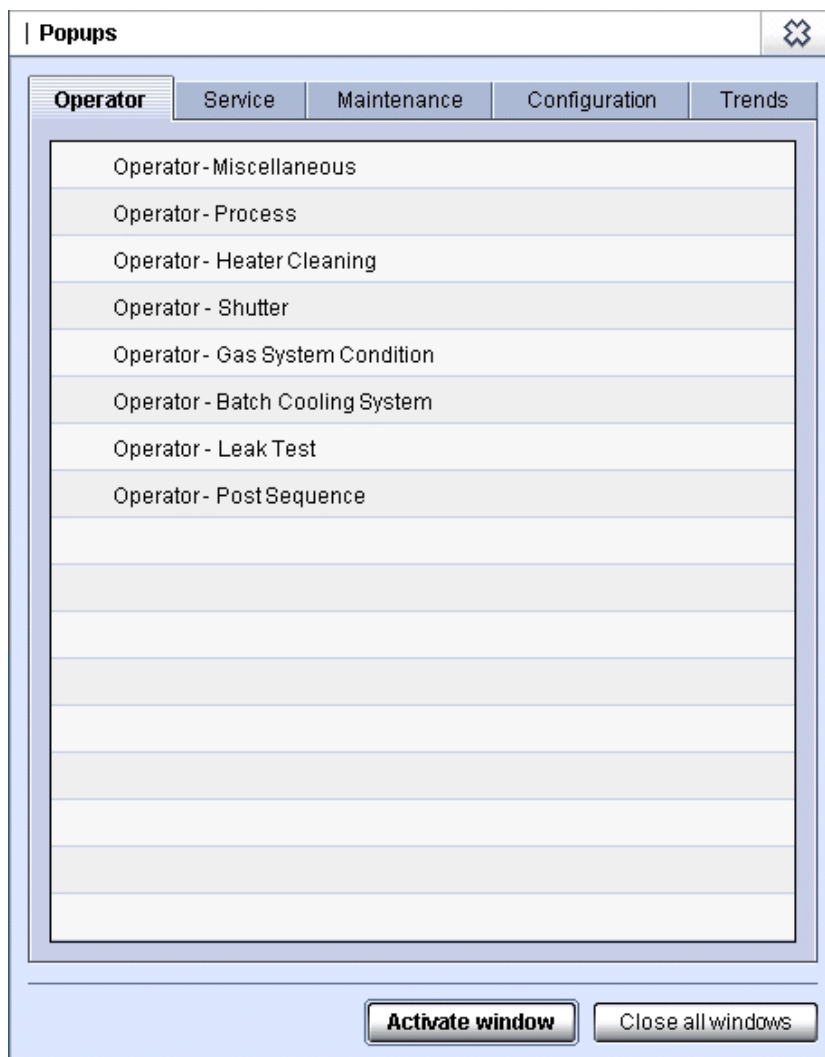 | Popups
Operator Service Maintenance Configuration Trends
Operator - Miscellaneous
Operator - Process
Operator - Heater Cleaning
Operator - Shutter
Operator - Gas System Condition
Operator - Batch Cooling System
Operator - Leak Test
Operator - Post Sequence
Activate window Close all windows